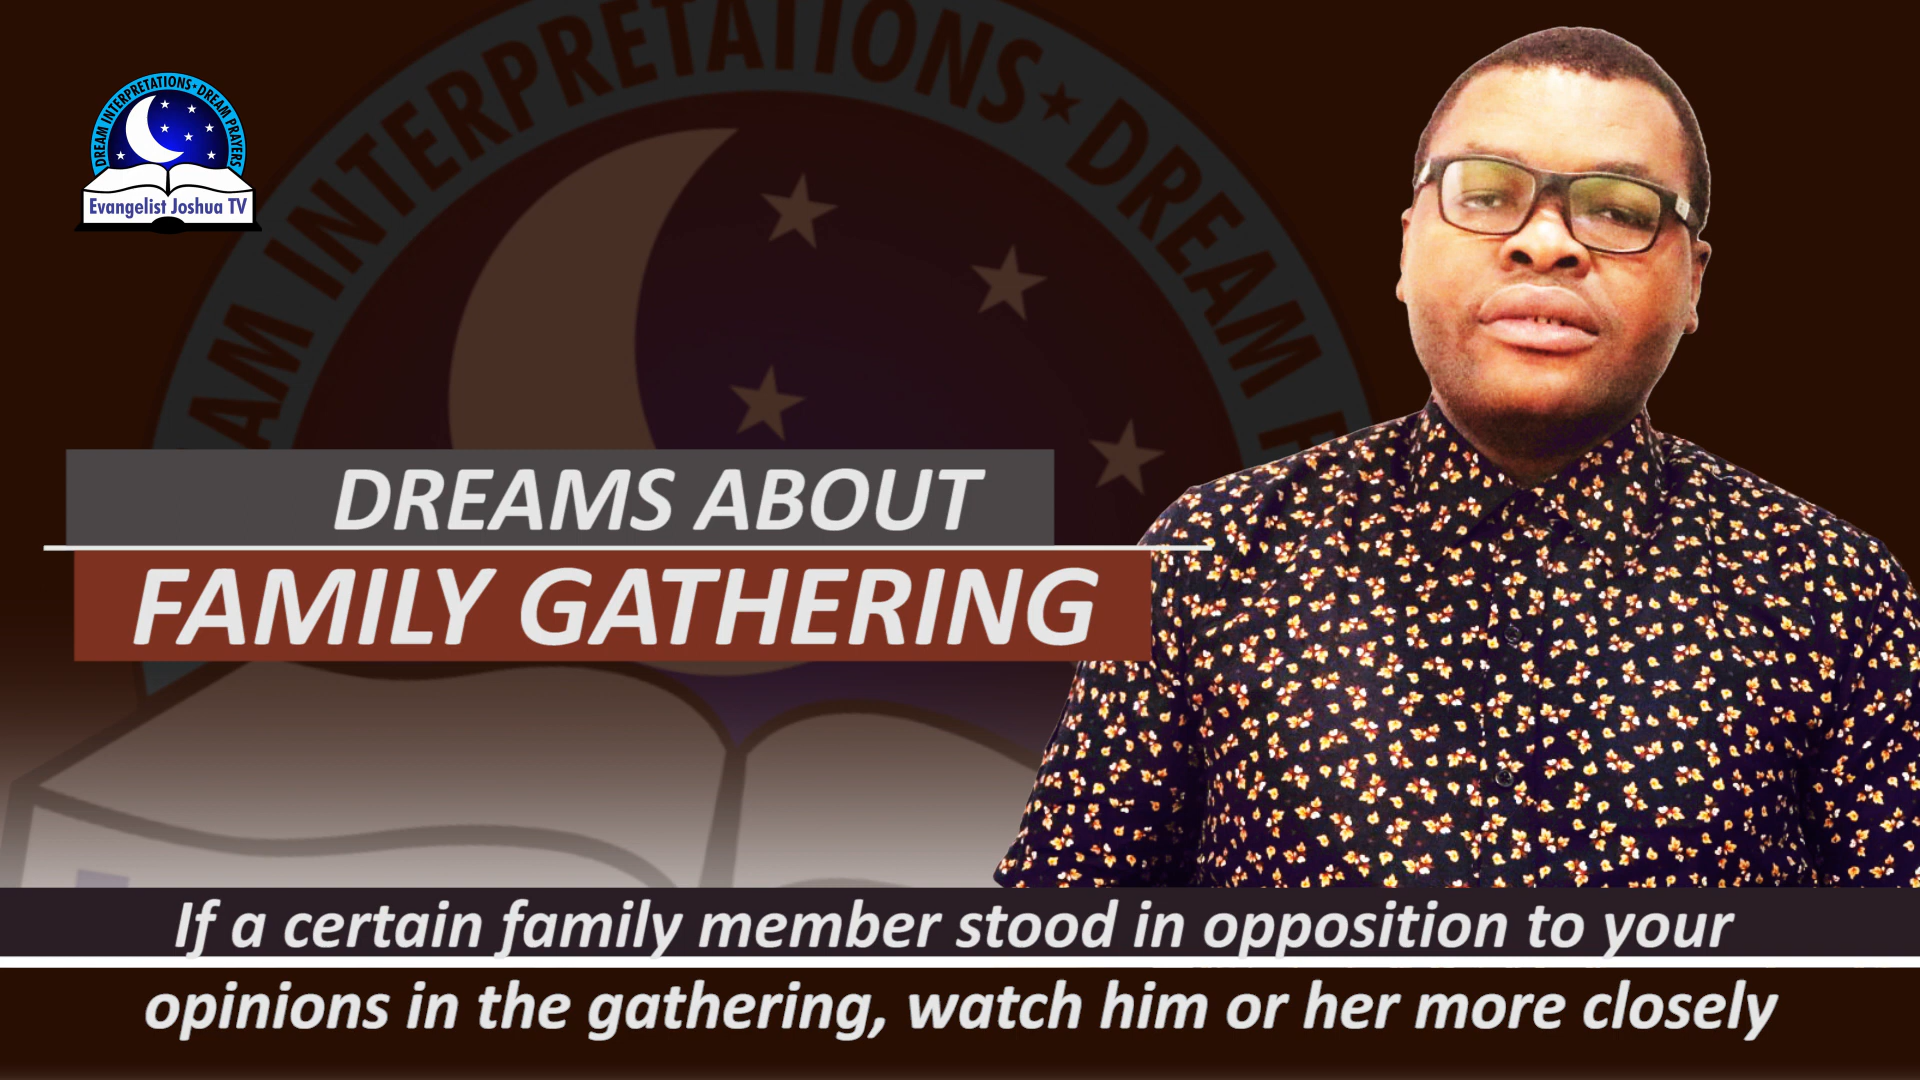 DREAM INTERPRETATIONS • DREAM PRAYERS
Evangelist Joshua TV
AM INTERPRETATIONS ★ DREAM P
DREAMS ABOUT
FAMILY GATHERING
If a certain family member stood in opposition to your
opinions in the gathering, watch him or her more closely